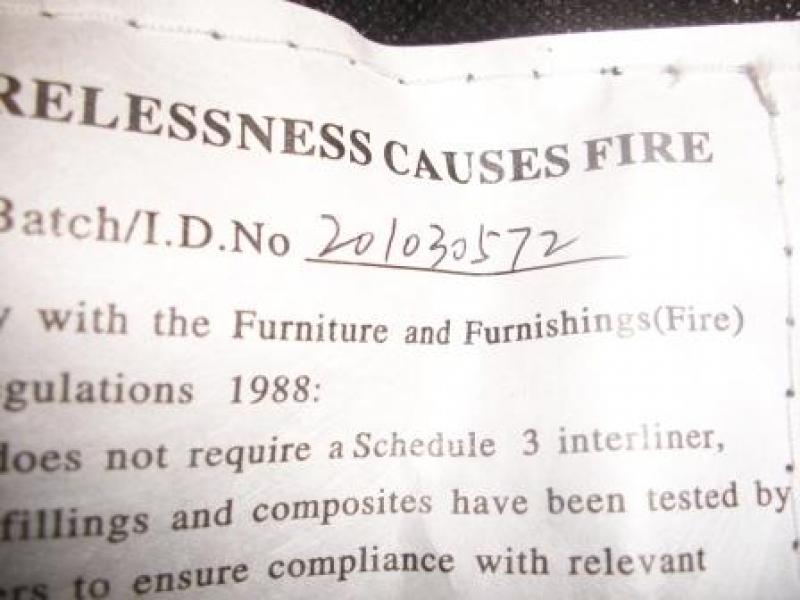 RELESSNESS CAUSES FIRE
Batch/I.D.No 201030572
y with the Furniture and Furnishings(Fire)
gulations 1988:
does not require a Schedule 3 interliner,
fillings and composites have been tested by
ers to ensure compliance with relevant